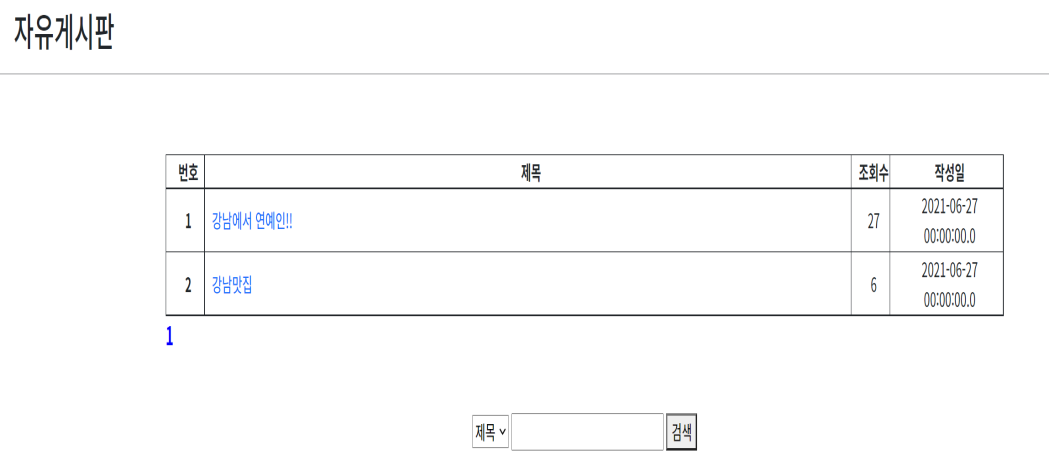 자유게시판
번호 제목 조회수 작성일
1 강남에서 연예인!! 27 2021-06-27
00:00:00.0
2 강남맛집 6 2021-06-27
00:00:00.0
1
제목 검색